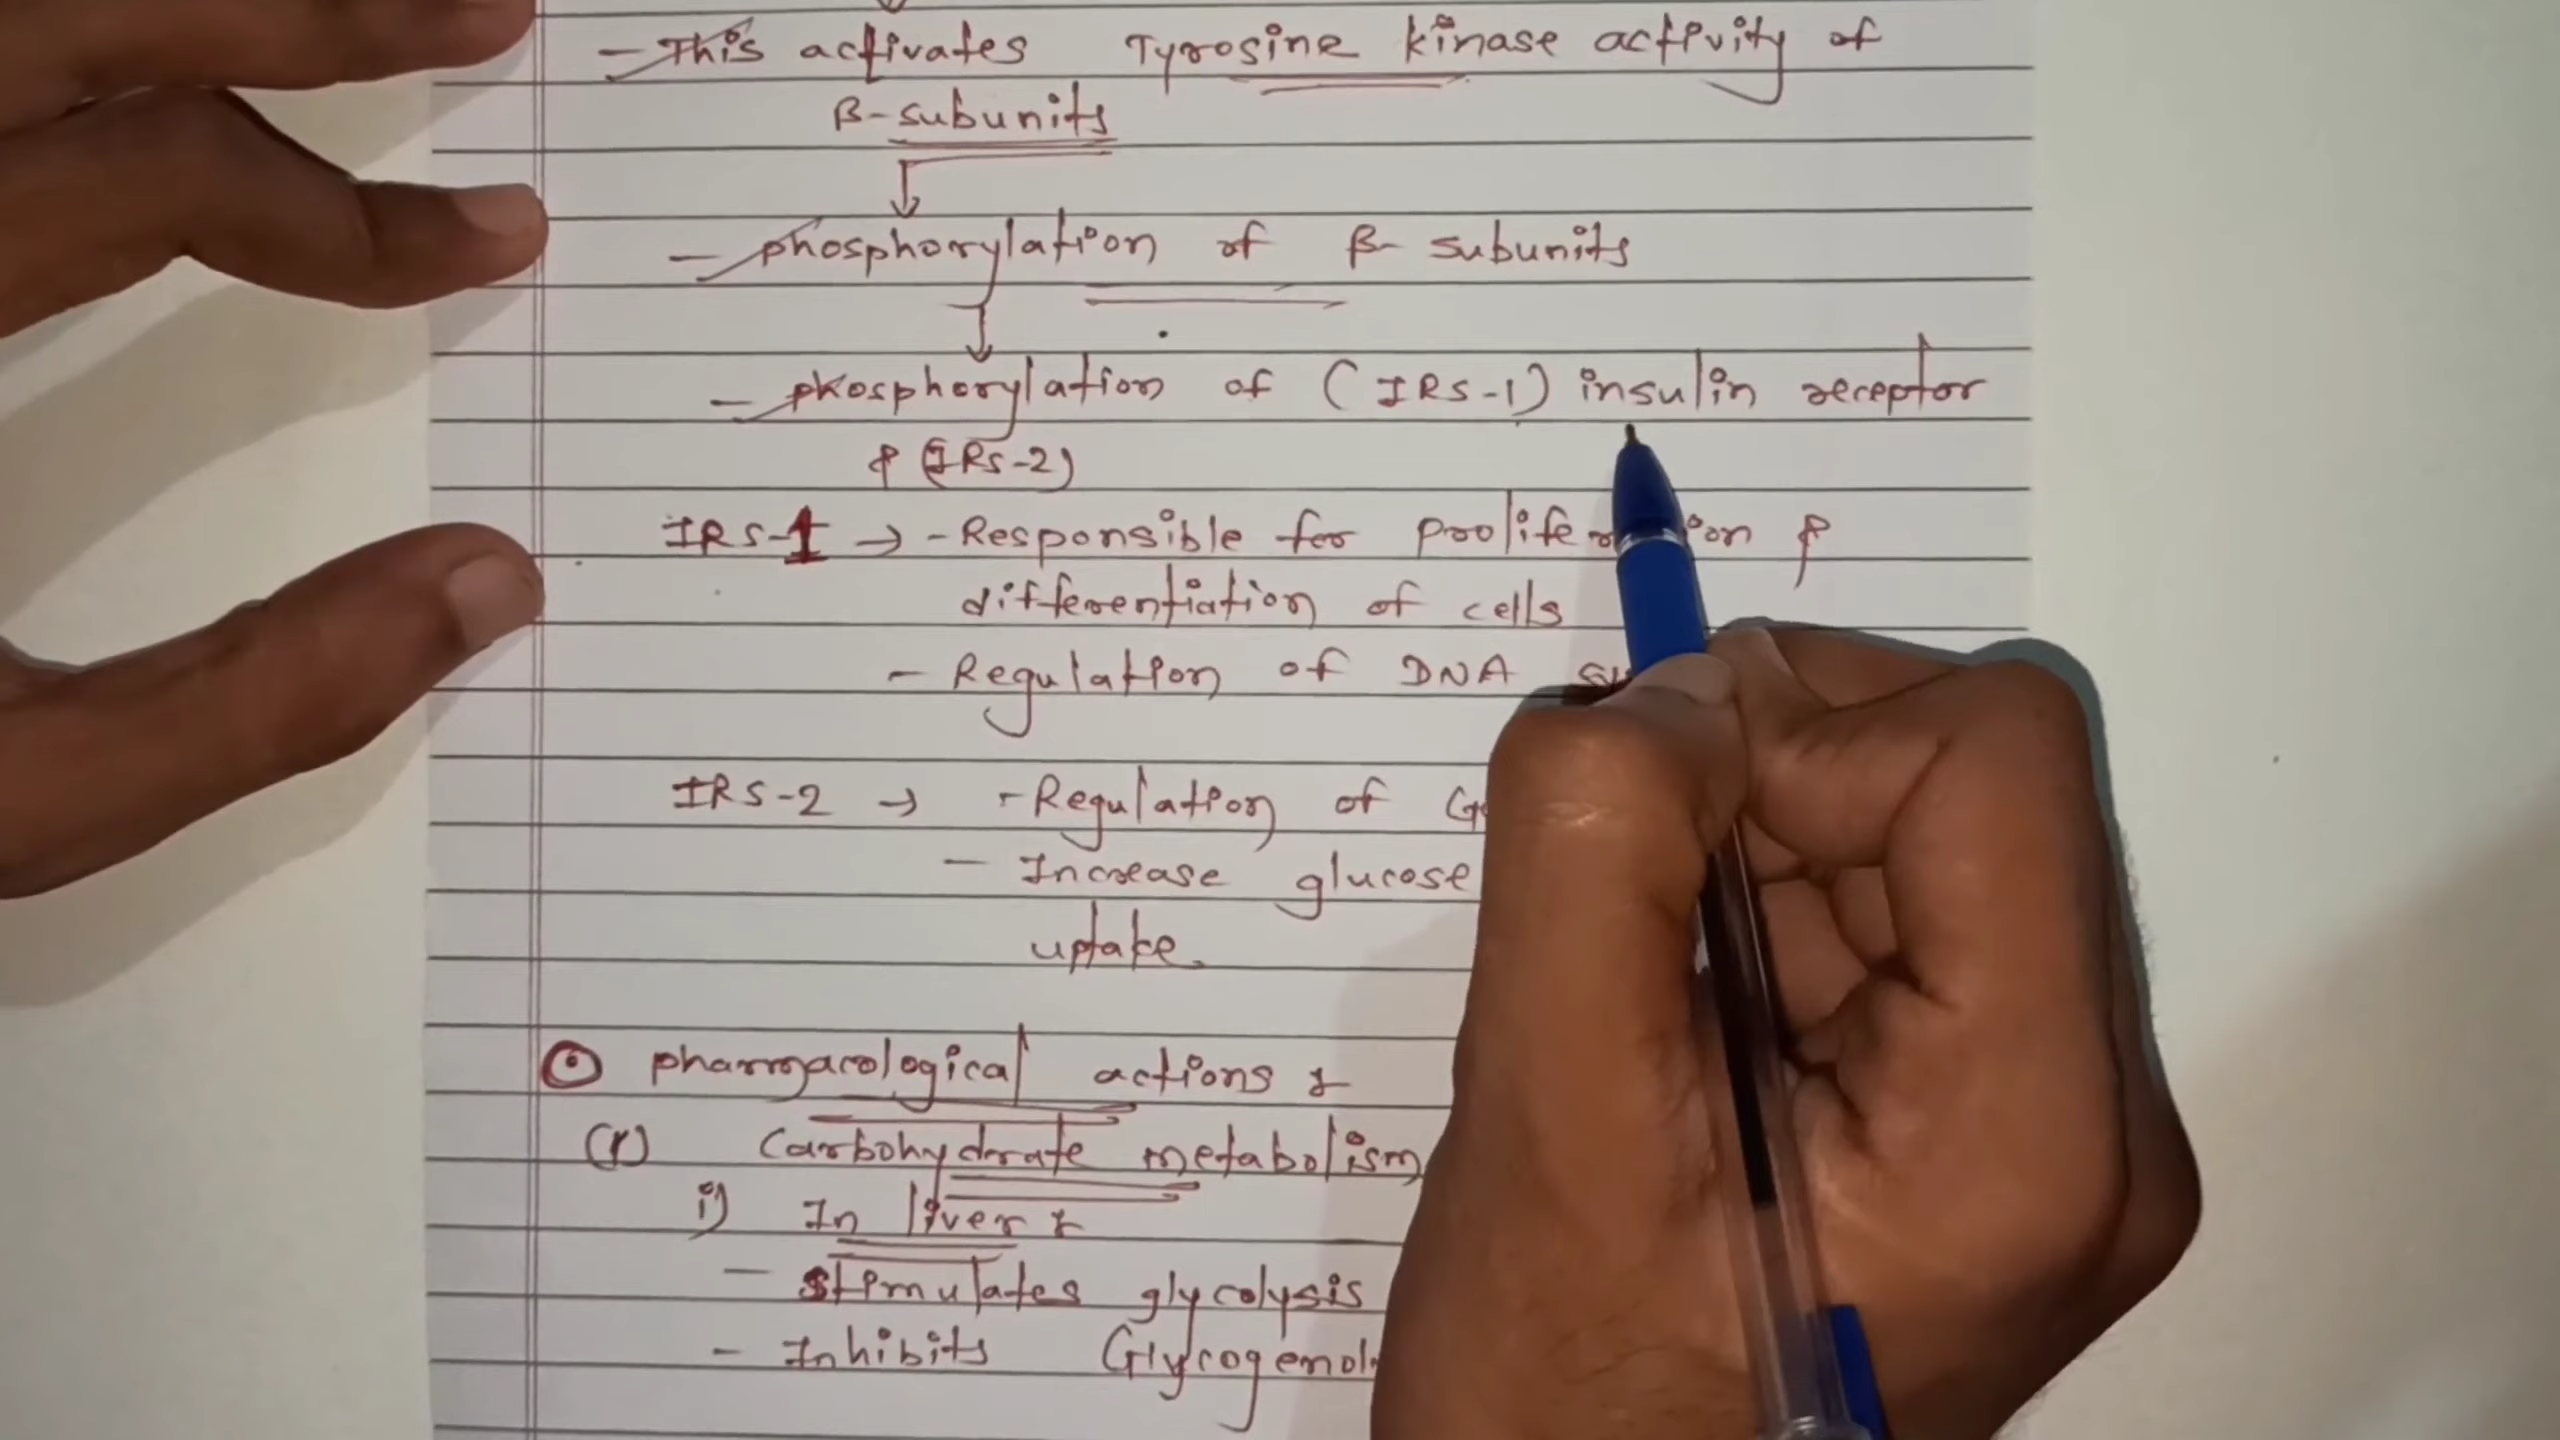 - This activates Tyrosine kinase activity of
β-subunits
- phosphorylation of β- subunits
- phosphorylation of (IRS-1) insulin receptor
& (IRS-2)
IRS-1 → - Responsible for &
differentiation of cells
- Regulation of DNA
IRS-2 → - Regulation of
- Increase glucose
uptake.
pharmacological actions :
(1) Carbohydrate metabolism
i) In liver :
- Stimulates glycolysis
- Inhibits